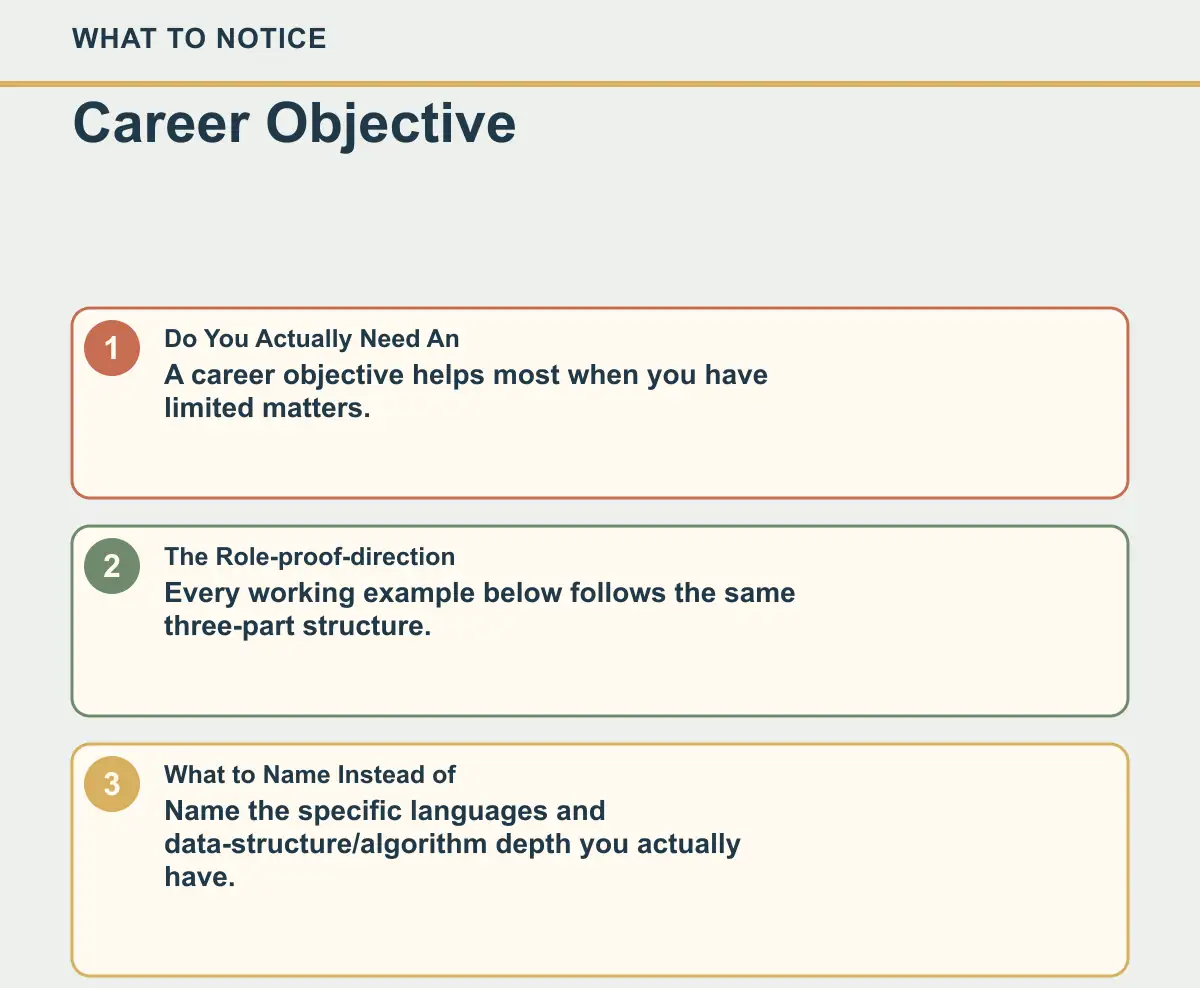 WHAT TO NOTICE
Career Objective
1
Do You Actually Need An
A career objective helps most when you have
limited matters.
2
The Role-proof-direction
Every working example below follows the same
three-part structure.
3
What to Name Instead of
Name the specific languages and
data-structure/algorithm depth you actually
have.